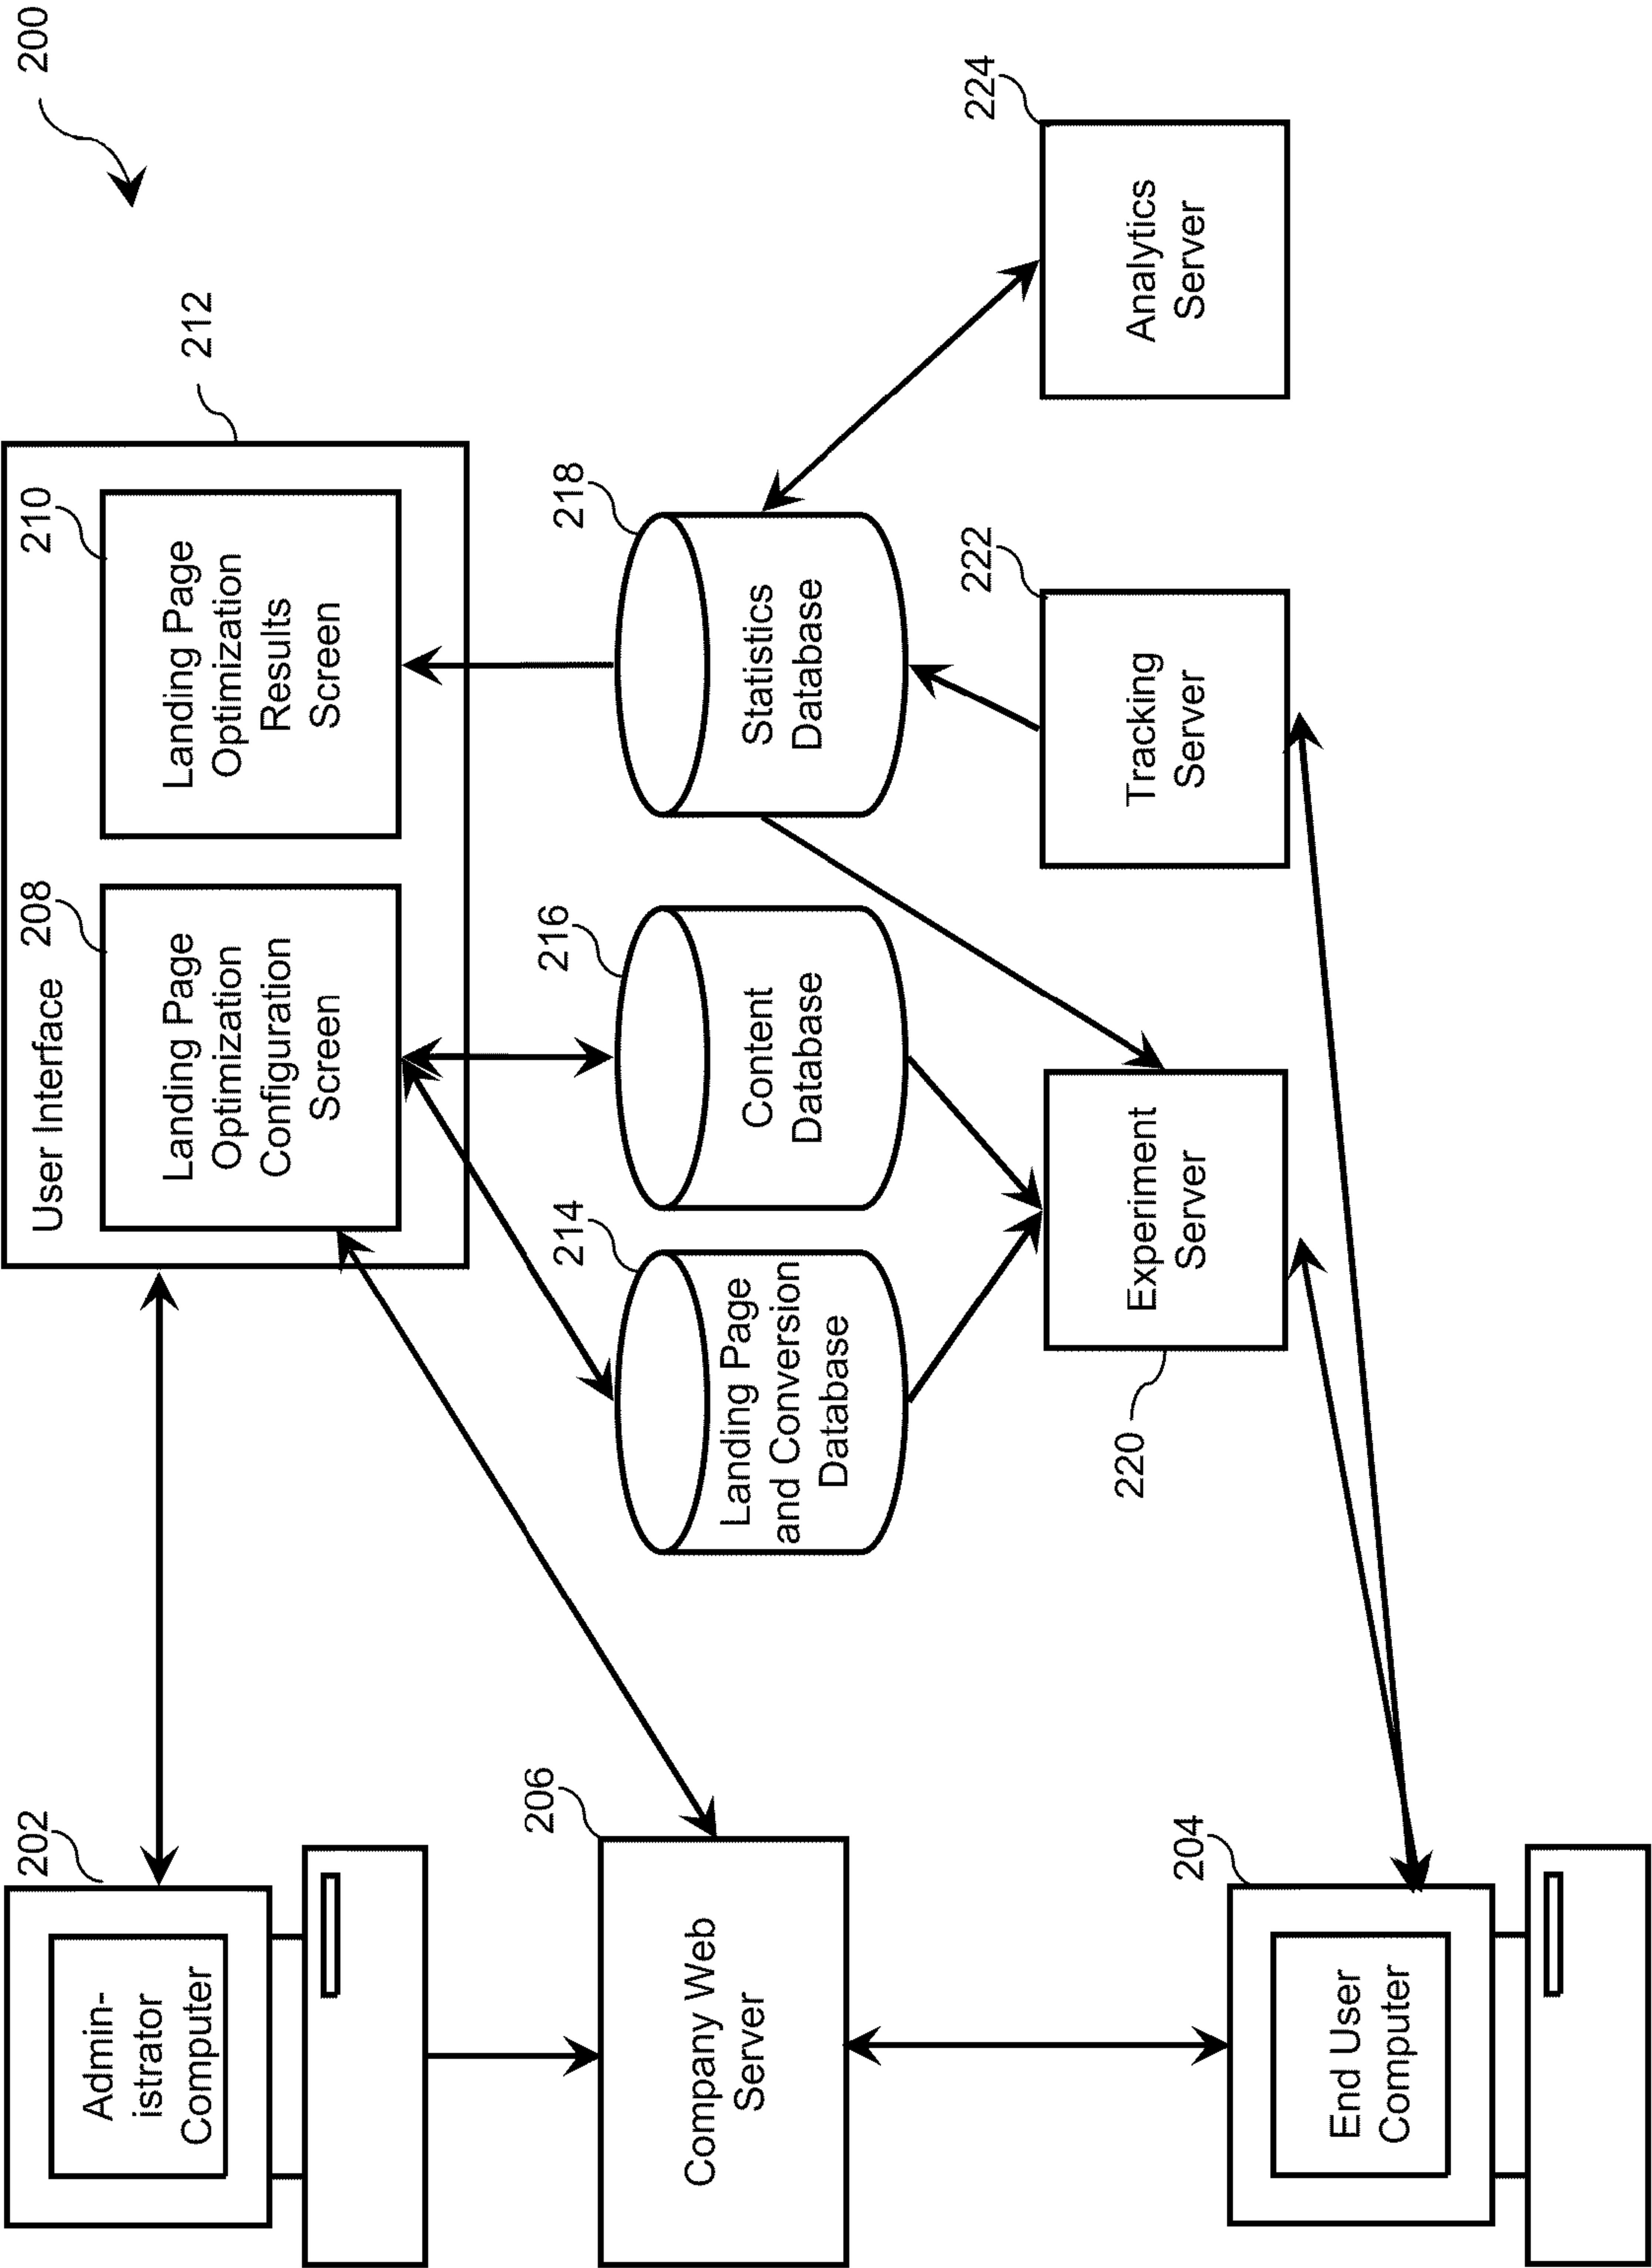 200
212
User Interface
208
210
Landing Page
Optimization
Configuration
Screen
Landing Page
Optimization
Results
Screen
202
Admin-
istrator
Computer
206
Company Web
Server
214
Landing Page
and Conversion
Database
216
Content
Database
218
Statistics
Database
220
Experiment
Server
222
Tracking
Server
224
Analytics
Server
204
End User
Computer